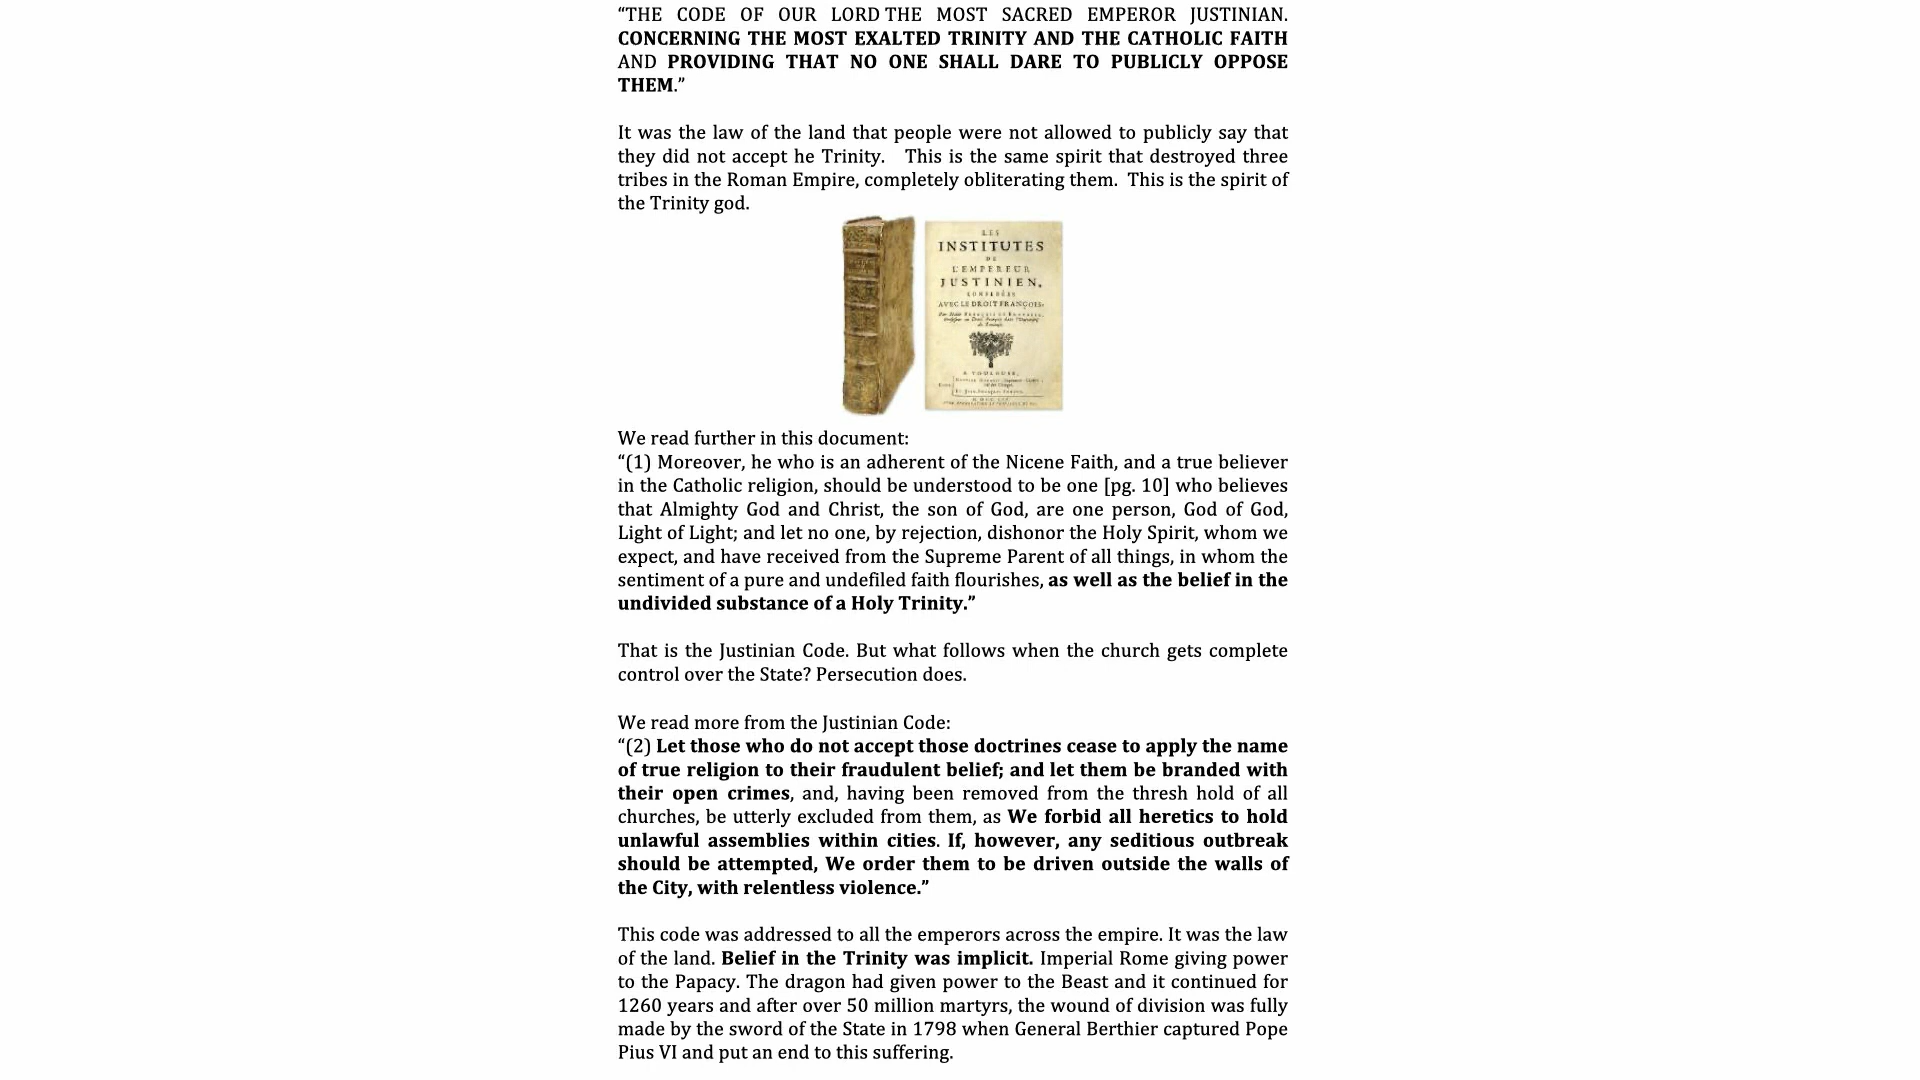 “THE CODE OF OUR LORD THE MOST SACRED EMPEROR JUSTINIAN.
CONCERNING THE MOST EXALTED TRINITY AND THE CATHOLIC FAITH
AND PROVIDING THAT NO ONE SHALL DARE TO PUBLICLY OPPOSE
THEM.”
It was the law of the land that people were not allowed to publicly say that
they did not accept he Trinity. This is the same spirit that destroyed three
tribes in the Roman Empire, completely obliterating them. This is the spirit of
the Trinity god.
LES
INSTITUTES
DE
L'EMPEREUR
JUSTINIEN,
CONFERÉES
AVEC LE DROIT FRANÇOIS.
A TOULOUSE,
We read further in this document:
“(1) Moreover, he who is an adherent of the Nicene Faith, and a true believer
in the Catholic religion, should be understood to be one [pg. 10] who believes
that Almighty God and Christ, the son of God, are one person, God of God,
Light of Light; and let no one, by rejection, dishonor the Holy Spirit, whom we
expect, and have received from the Supreme Parent of all things, in whom the
sentiment of a pure and undefiled faith flourishes, as well as the belief in the
undivided substance of a Holy Trinity.”
That is the Justinian Code. But what follows when the church gets complete
control over the State? Persecution does.
We read more from the Justinian Code:
“(2) Let those who do not accept those doctrines cease to apply the name
of true religion to their fraudulent belief; and let them be branded with
their open crimes, and, having been removed from the thresh hold of all
churches, be utterly excluded from them, as We forbid all heretics to hold
unlawful assemblies within cities. If, however, any seditious outbreak
should be attempted, We order them to be driven outside the walls of
the City, with relentless violence.”
This code was addressed to all the emperors across the empire. It was the law
of the land. Belief in the Trinity was implicit. Imperial Rome giving power
to the Papacy. The dragon had given power to the Beast and it continued for
1260 years and after over 50 million martyrs, the wound of division was fully
made by the sword of the State in 1798 when General Berthier captured Pope
Pius VI and put an end to this suffering.